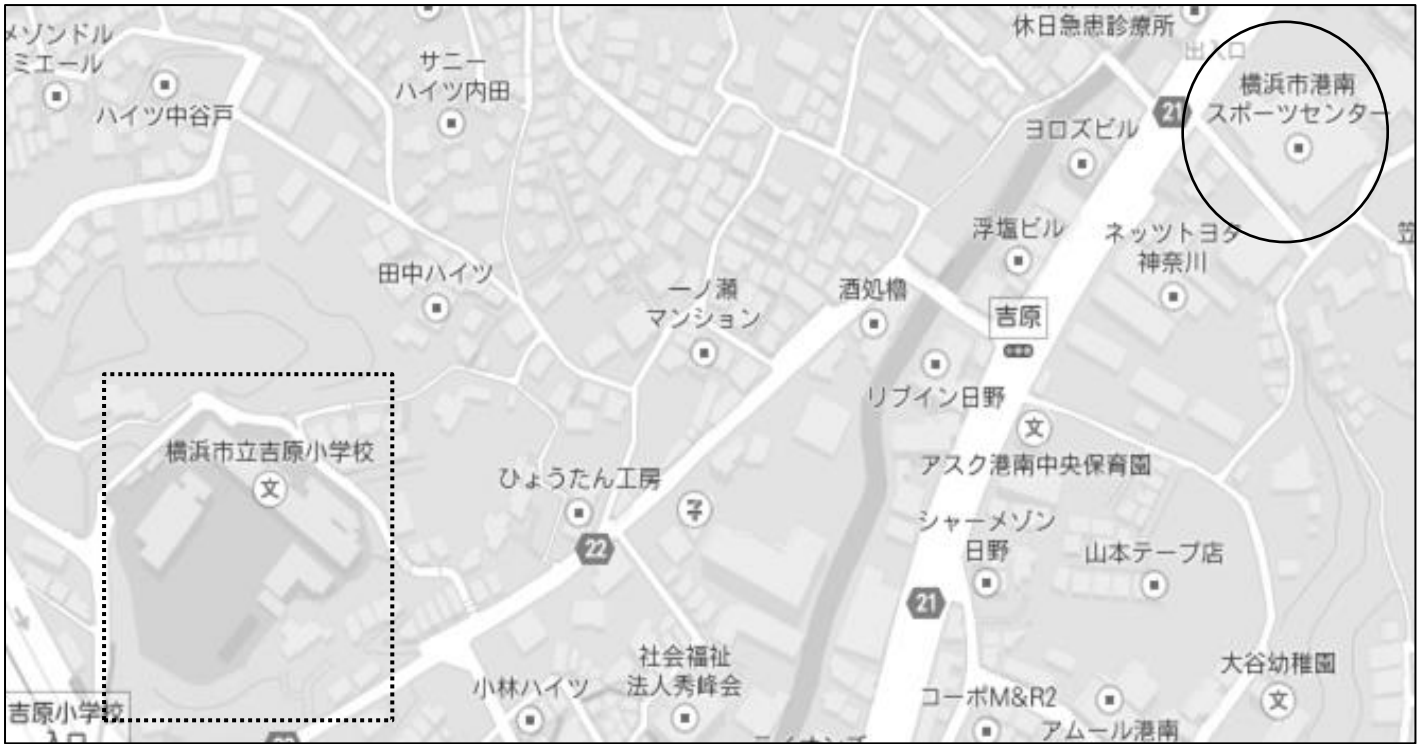 休日急患診療所
出入口
メゾンドル
ミエール
ハイツ中谷戸
サニー
ハイツ内田
横浜市港南
スポーツセンター
21
ヨロズビル
浮塩ビル
ネッツトヨタ
神奈川
笠
田中ハイツ
一ノ瀬
マンション
酒処櫓
吉原
リブイン日野
文
アスク港南中央保育園
横浜市立吉原小学校
文
ひょうたん工房
22
シャーメゾン
日野
山本テープ店
21
社会福祉
法人秀峰会
小林ハイツ
大谷幼稚園
文
コーポM&R2
アムール港南
吉原小学校
入口